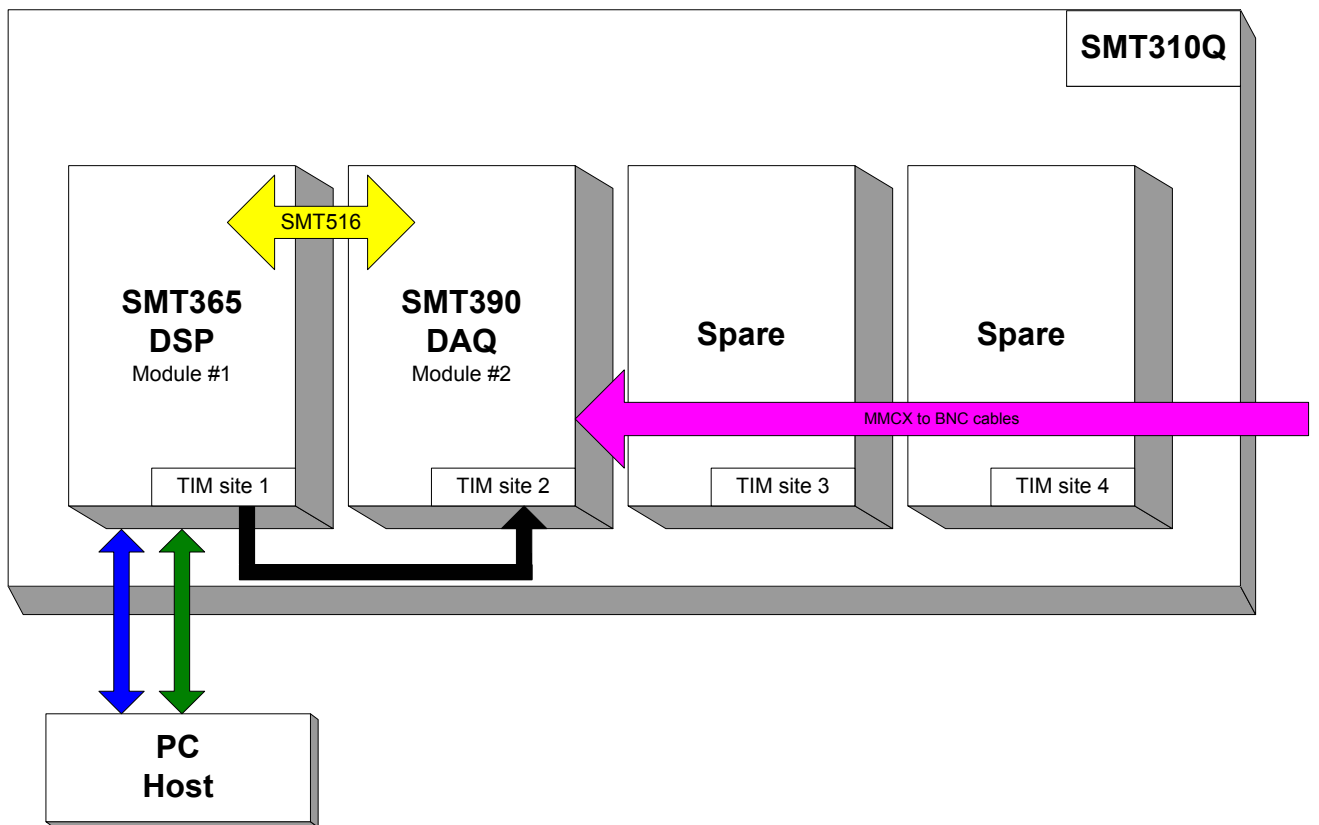 SMT310Q
SMT516
SMT365
DSP
Module #1
TIM site 1
SMT390
DAQ
Module #2
TIM site 2
Spare
TIM site 3
Spare
TIM site 4
MMCX to BNC cables
PC
Host